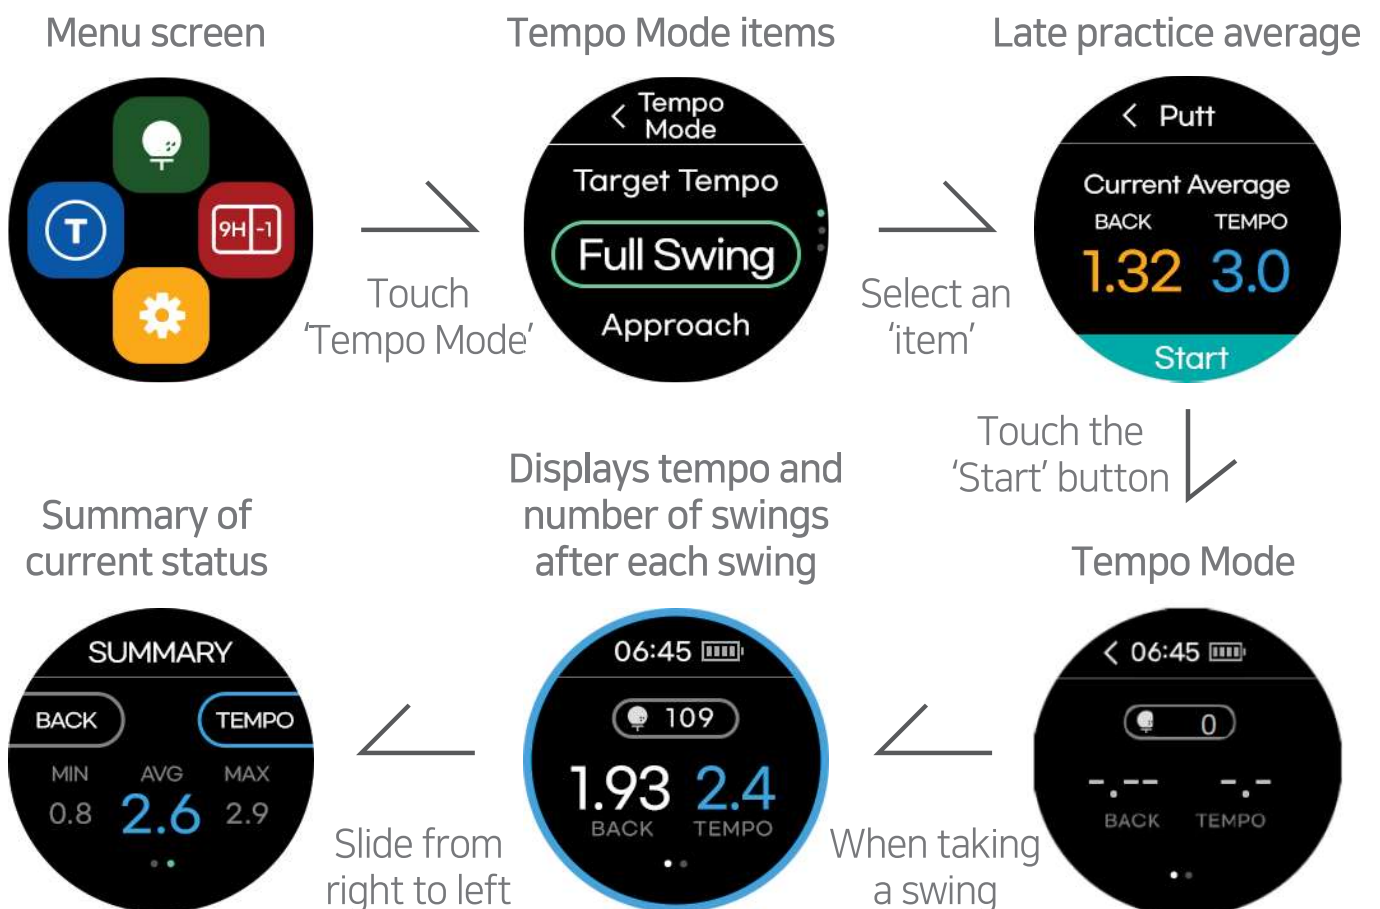 Menu screen
Tempo Mode items
Late practice average
T
9H -1
Touch
'Tempo Mode'
< Tempo
Mode
Target Tempo
Full Swing
Approach
Select an
'item'
< Putt
Current Average
BACK TEMPO
1.32 3.0
Start
Touch the
'Start' button
Summary of
current status
Displays tempo and
number of swings
after each swing
Tempo Mode
SUMMARY
BACK TEMPO
MIN AVG MAX
0.8 2.6 2.9
Slide from
right to left
06:45
109
1.93 2.4
BACK TEMPO
When taking
a swing
< 06:45
0
-.-- -.-
BACK TEMPO